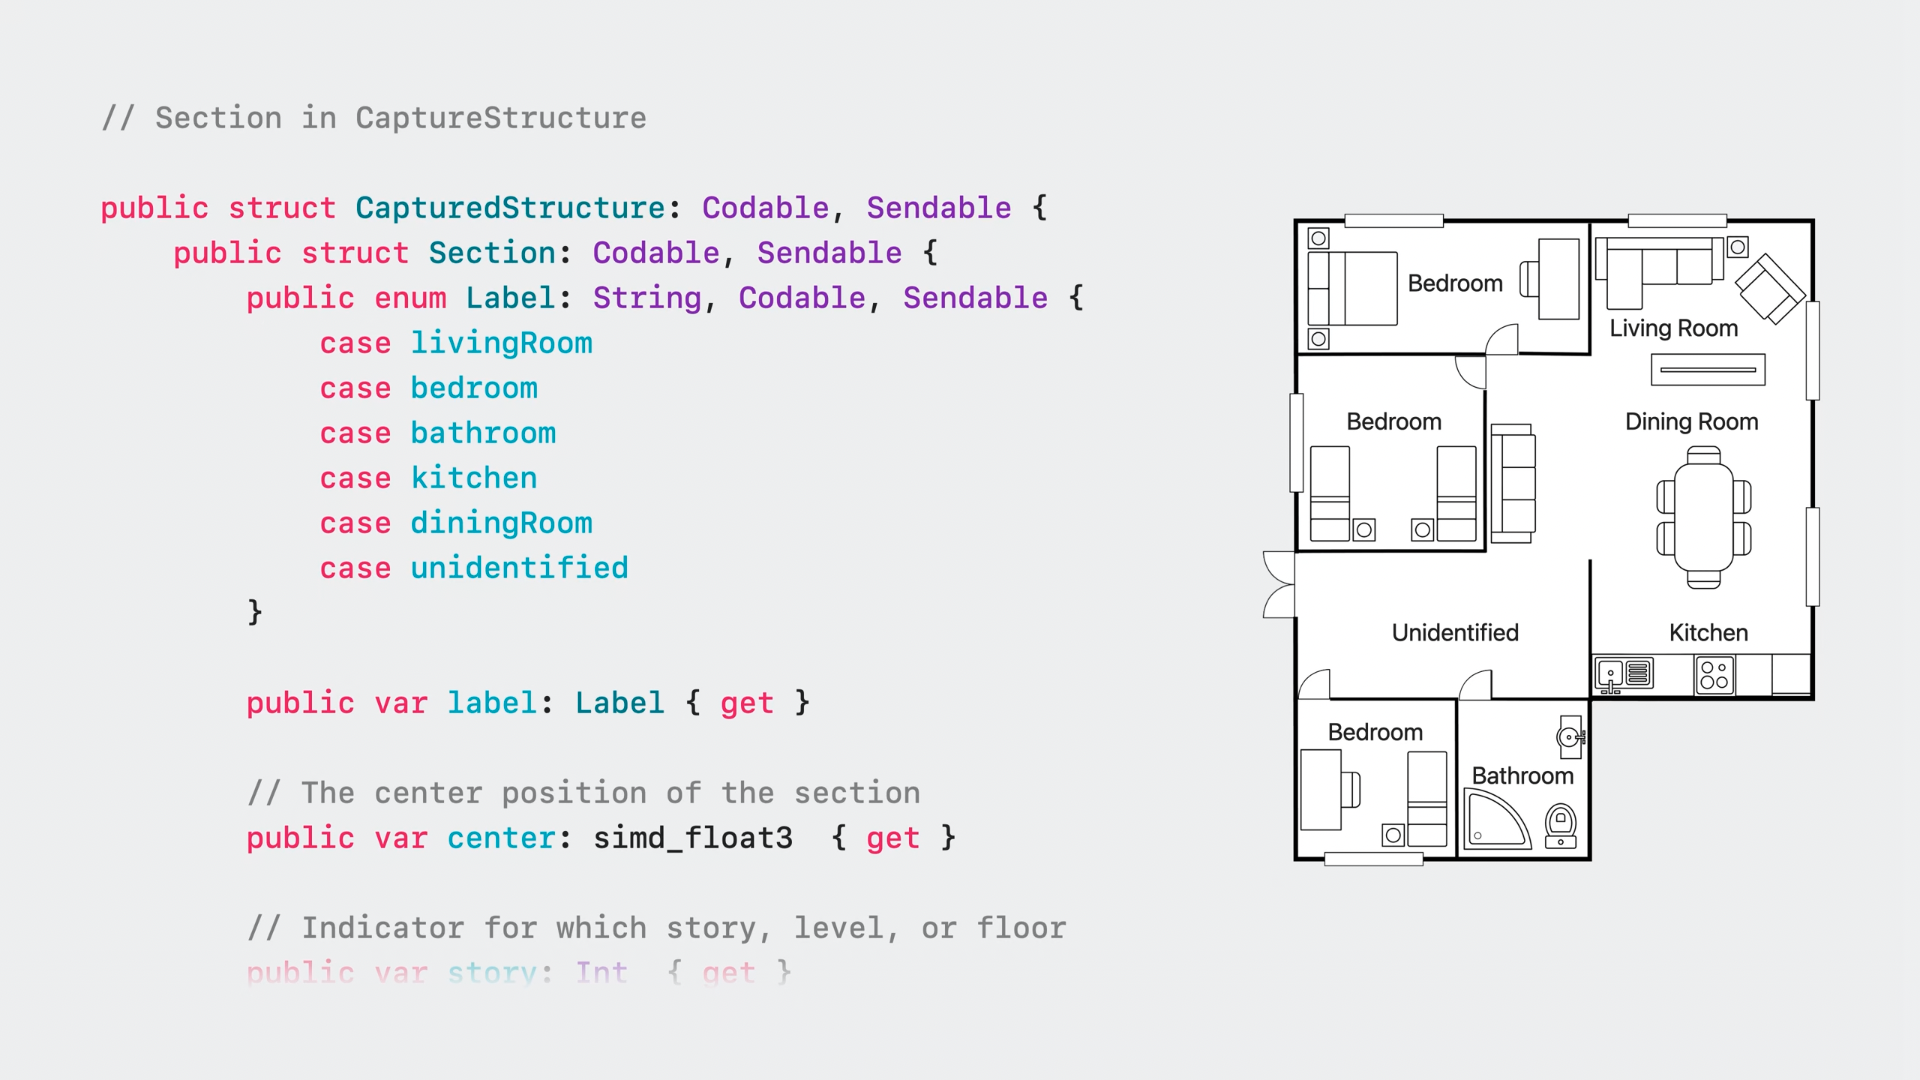 // Section in CaptureStructure
public struct CapturedStructure: Codable, Sendable {
public struct Section: Codable, Sendable {
public enum Label: String, Codable, Sendable {
case livingRoom
case bedroom
case bathroom
case kitchen
case diningRoom
case unidentified
}
public var label: Label { get }
// The center position of the section
public var center: simd_float3  { get }
// Indicator for which story, level, or floor
public var story: Int  { get }
Bedroom
Living Room
Bedroom
Dining Room
Unidentified
Kitchen
Bedroom
Bathroom